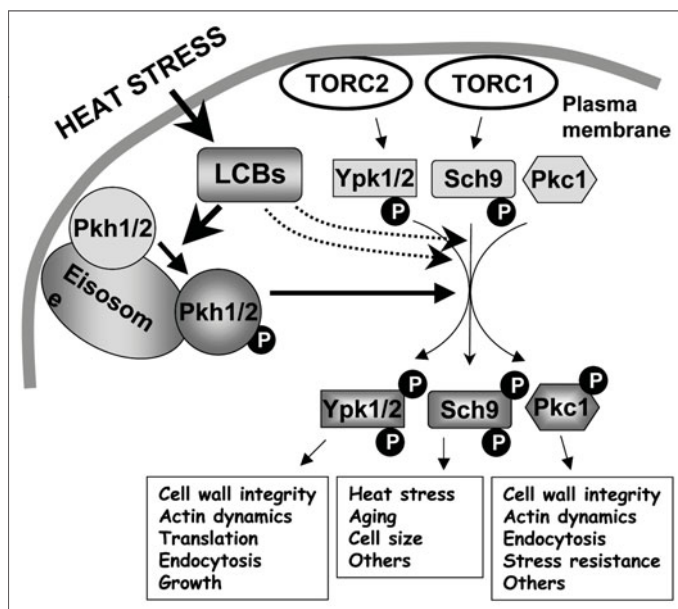 HEAT STRESS
TORC2
TORC1
Plasma
membrane
LCBs
Ypk1/2
Sch9
Pkc1
P
P
Pkh1/2
Eisosom
e
Pkh1/2
P
P
P
P
Ypk1/2
Sch9
Pkc1
P
P
Cell wall integrity
Actin dynamics
Translation
Endocytosis
Growth
Heat stress
Aging
Cell size
Others
Cell wall integrity
Actin dynamics
Endocytosis
Stress resistance
Others